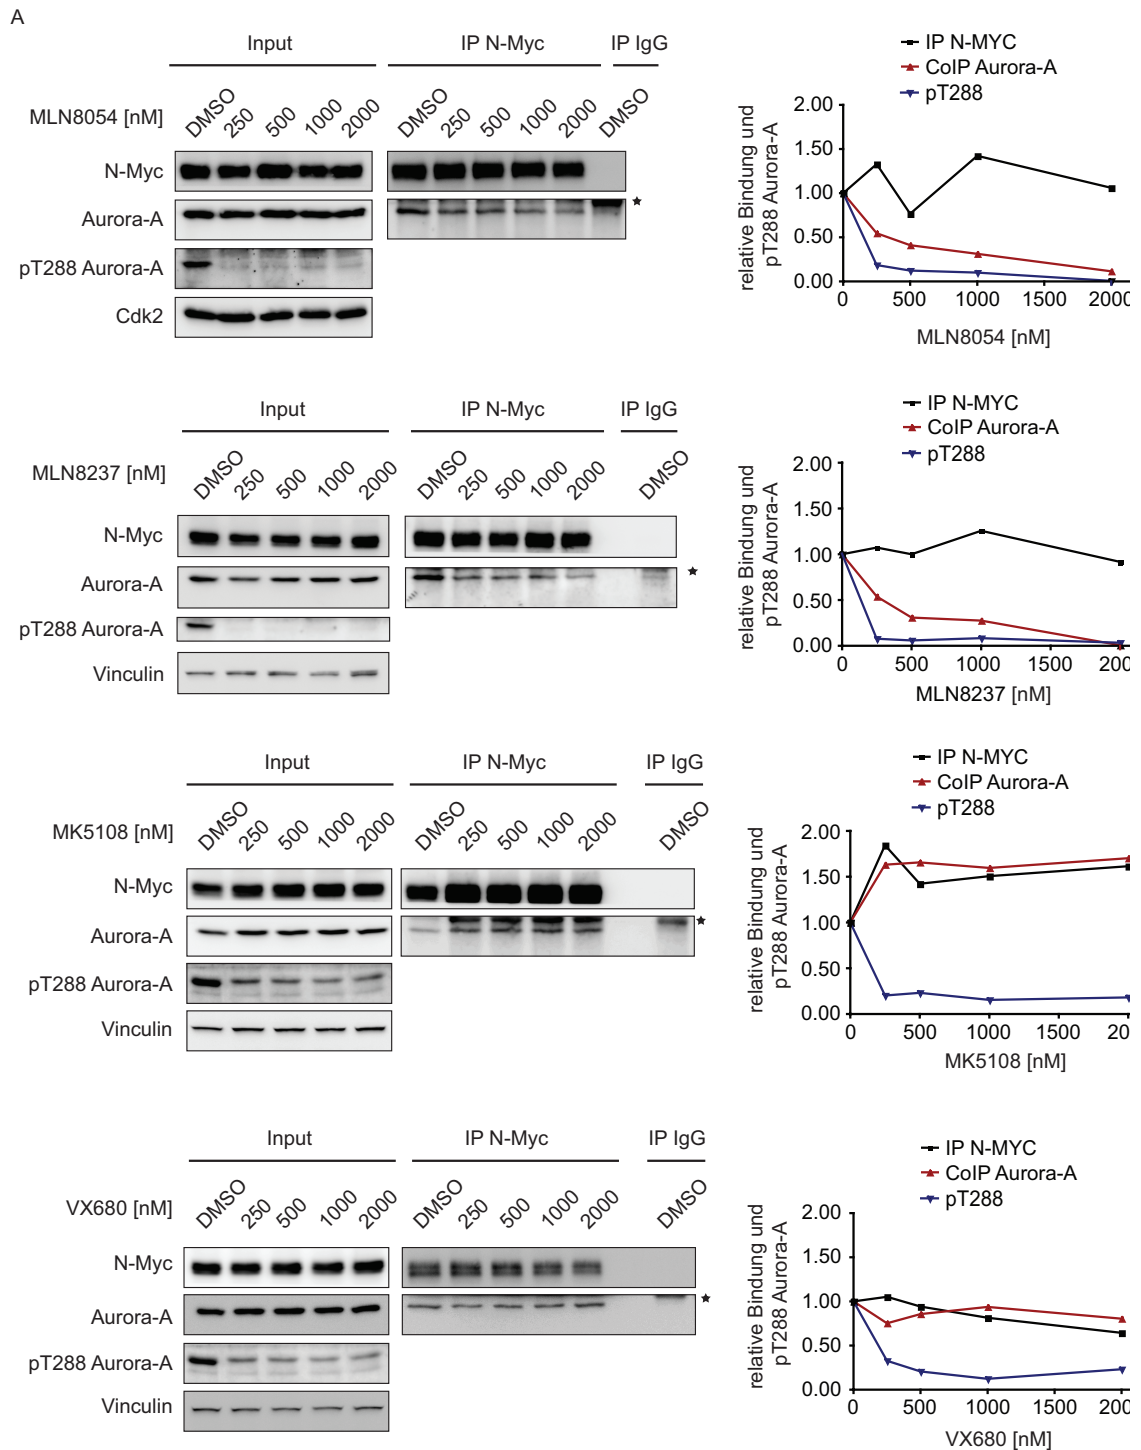 A
Input IP N-Myc IP IgG
MLN8054 [nM] DMSO 250 500 1000 2000 DMSO 250 500 1000 2000 DMSO
N-Myc
Aurora-A
pT288 Aurora-A
Cdk2
IP N-MYC
CoIP Aurora-A
pT288
relative Bindung und
pT288 Aurora-A
2.00
1.50
1.00
0.50
0.00
0 500 1000 1500 2000
MLN8054 [nM]
Input IP N-Myc IP IgG
MLN8237 [nM] DMSO 250 500 1000 2000 DMSO 250 500 1000 2000 DMSO
N-Myc
Aurora-A
pT288 Aurora-A
Vinculin
IP N-MYC
CoIP Aurora-A
pT288
relative Bindung und
pT288 Aurora-A
2.00
1.50
1.00
0.50
0.00
0 500 1000 1500 200
MLN8237 [nM]
Input IP N-Myc IP IgG
MK5108 [nM] DMSO 250 500 1000 2000 DMSO 250 500 1000 2000 DMSO
N-Myc
Aurora-A
pT288 Aurora-A
Vinculin
IP N-MYC
CoIP Aurora-A
pT288
relative Bindung und
pT288 Aurora-A
2.00
1.50
1.00
0.50
0.00
0 500 1000 1500 200
MK5108 [nM]
Input IP N-Myc IP IgG
VX680 [nM] DMSO 250 500 1000 2000 DMSO 250 500 1000 2000 DMSO
N-Myc
Aurora-A
pT288 Aurora-A
Vinculin
IP N-MYC
CoIP Aurora-A
pT288
relative Bindung und
pT288 Aurora-A
2.00
1.50
1.00
0.50
0.00
0 500 1000 1500 200
VX680 [nM]